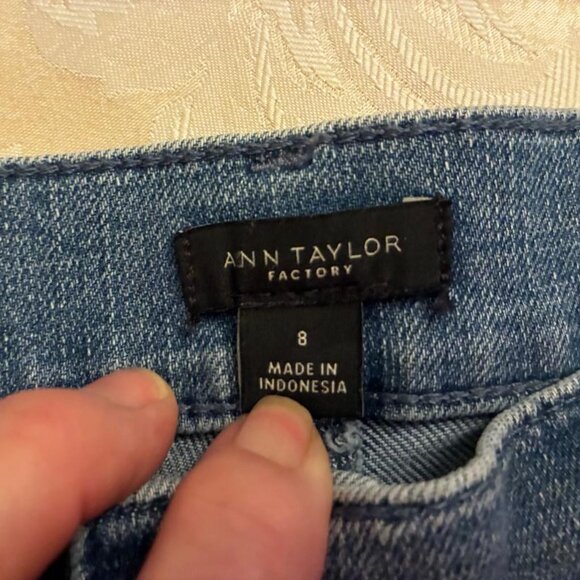 ANN TAYLOR
FACTORY
8
MADE IN
INDONESIA